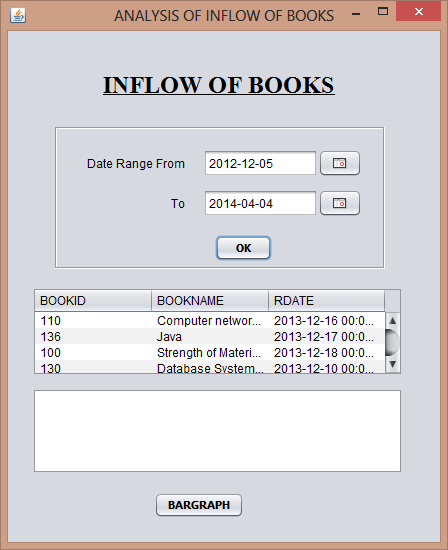 ANALYSIS OF INFLOW OF BOOKS
INFLOW OF BOOKS
Date Range From 2012-12-05
To 2014-04-04
OK
BOOKID BOOKNAME RDATE
110 Computer networ... 2013-12-16 00:0...
136 Java 2013-12-17 00:0...
100 Strength of Materi... 2013-12-18 00:0...
130 Database System... 2013-12-10 00:0...
BARGRAPH